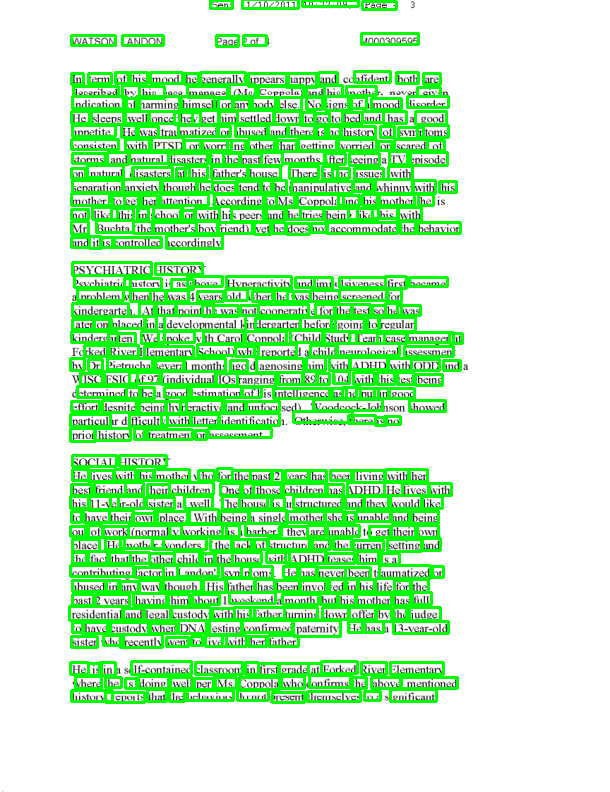 Sent 1/10/2011 Page 3 3
WATSON LANDON Page 2 of 4 M000309595
In term of his mood he generally appears happy and confident both are
described by his case manager (Ms. Coppola) and his mother, never given
indication of harming himself or anybody else. No signs of a mood disorder.
He sleeps well once they get him settled down to go to bed and has a good
appetite. He was traumatized or abused and there is no history of symptoms
consistent with PTSD or worrying other than getting worried or scared of
storms and natural disasters in the past few months, after seeing a TV episode
on natural disasters at his father's house. There is no issues with
separation anxiety though he does tend to be manipulative and whinny with his
mother to get her attention. According to Ms. Coppola and his mother he is
not like this in school or with his peers and he tries being like this with
Mr. Buchta (the mother's boyfriend), yet he does not accommodate the behavior
and it is controlled accordingly
PSYCHIATRIC HISTORY
Psychiatric history is as above. Hyperactivity and impulsiveness first became
a problem when he was 4 years old when he was being screened for
kindergarten. At that point he was not cooperative for the test so he was
later on placed in a developmental kindergarten before going to regular
kindergarten. We spoke with Carol Coppola (Child Study Team case manager at
Forked River Elementary School) who reported a child neurological assessment
by Dr. Pietrucha several months ago diagnosing him with ADHD with ODD and a
WISC FSIQ of 97 (individual IQs ranging from 89 to 104 with this test being
determined to be a good estimation of his intelligence as he put in good
effort despite being hyperactive and unfocused). Woodcock-Johnson showed
particular difficulty with letter identification. Otherwise, there is no
prior history of treatment or assessment.
SOCIAL HISTORY
He lives with his mother who for the past 2 years has been living with her
best friend and their children. One of those children has ADHD. He lives with
his 11-year-old sister as well. The house is unstructured and they would like
to have their own place. With being a single mother she is unable and being
out of work (normally working as a barber) they are unable to get their own
place. He mother wonders if the lack of structure and the current setting and
the fact that the other child in the house with ADHD teases him is a
contributing factor in Landon's symptoms. He has never been traumatized or
abused in any way though. His father has been involved in his life for the
past 2 years, having him about 1 weekend a month but his mother has full
residential and legal custody with his father turning down offer by the judge
to have custody when DNA testing confirmed paternity. He has a 13-year-old
sister who recently went to live with her father.
He is in a self-contained classroom in first grade at Forked River Elementary
where he is doing well per Ms. Coppola who confirms the above mentioned
history, reports that the behaviors do not present themselves to a significant